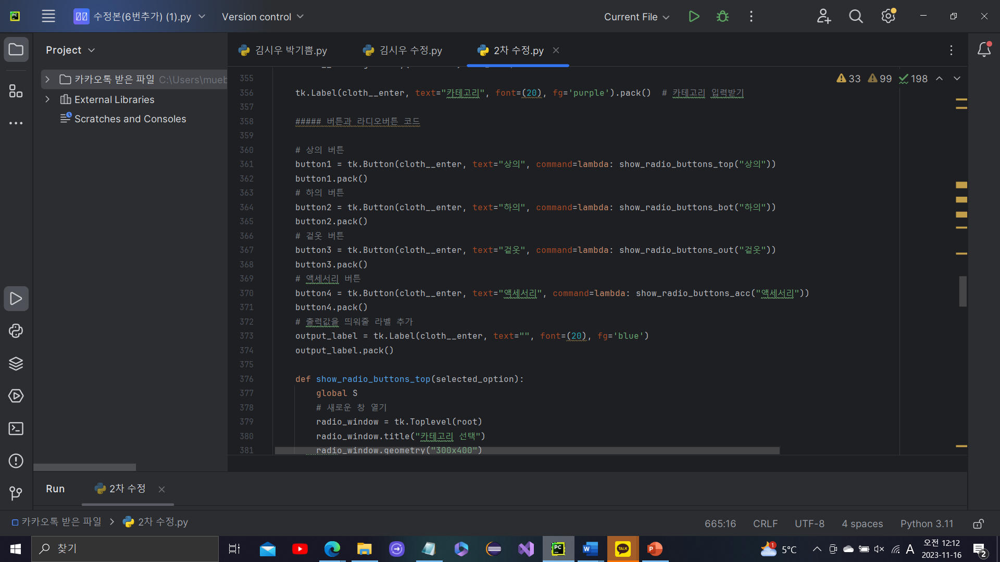 PC
수정본(6번추가) (1).py
Version control
Current File
Project
김시우 박기쁨.py
김시우 수정.py
2차 수정.py
카카오톡 받은 파일 C:\Users\mueb
External Libraries
Scratches and Consoles
33 99 198
355
356 tk.Label(cloth__enter, text="카테고리", font=(20), fg='purple').pack()  # 카테고리 입력받기
357
358 ##### 버튼과 라디오버튼 코드
359
360 # 상의 버튼
361 button1 = tk.Button(cloth__enter, text="상의", command=lambda: show_radio_buttons_top("상의"))
362 button1.pack()
363 # 하의 버튼
364 button2 = tk.Button(cloth__enter, text="하의", command=lambda: show_radio_buttons_bot("하의"))
365 button2.pack()
366 # 겉옷 버튼
367 button3 = tk.Button(cloth__enter, text="겉옷", command=lambda: show_radio_buttons_out("겉옷"))
368 button3.pack()
369 # 액세서리 버튼
370 button4 = tk.Button(cloth__enter, text="액세서리", command=lambda: show_radio_buttons_acc("액세서리"))
371 button4.pack()
372 # 출력값을 띄워줄 라벨 추가
373 output_label = tk.Label(cloth__enter, text="", font=(20), fg='blue')
374 output_label.pack()
375
376 def show_radio_buttons_top(selected_option):
377 global S
378 # 새로운 창 열기
379 radio_window = tk.Toplevel(root)
380 radio_window.title("카테고리 선택")
381 radio_window.geometry("300x400")
Run
2차 수정
카카오톡 받은 파일 > 2차 수정.py
665:16 CRLF UTF-8 4 spaces Python 3.11
찾기
PC
W
TALK
P
1
5°C
A
오전 12:12
2023-11-16
2